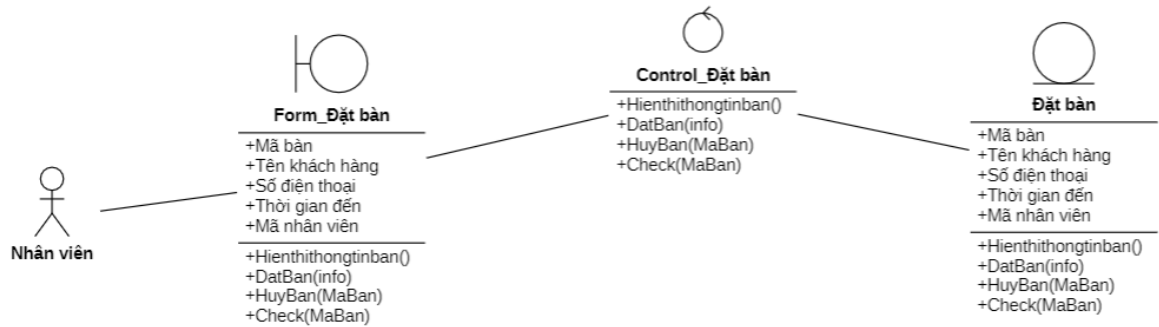 Nhân viên
Form_Đặt bàn
+Mã bàn
+Tên khách hàng
+Số điện thoại
+Thời gian đến
+Mã nhân viên
+Hienthithongtinban()
+DatBan(info)
+HuyBan(MaBan)
+Check(MaBan)
Control_Đặt bàn
+Hienthithongtinban()
+DatBan(info)
+HuyBan(MaBan)
+Check(MaBan)
Đặt bàn
+Mã bàn
+Tên khách hàng
+Số điện thoại
+Thời gian đến
+Mã nhân viên
+Hienthithongtinban()
+DatBan(info)
+HuyBan(MaBan)
+Check(MaBan)